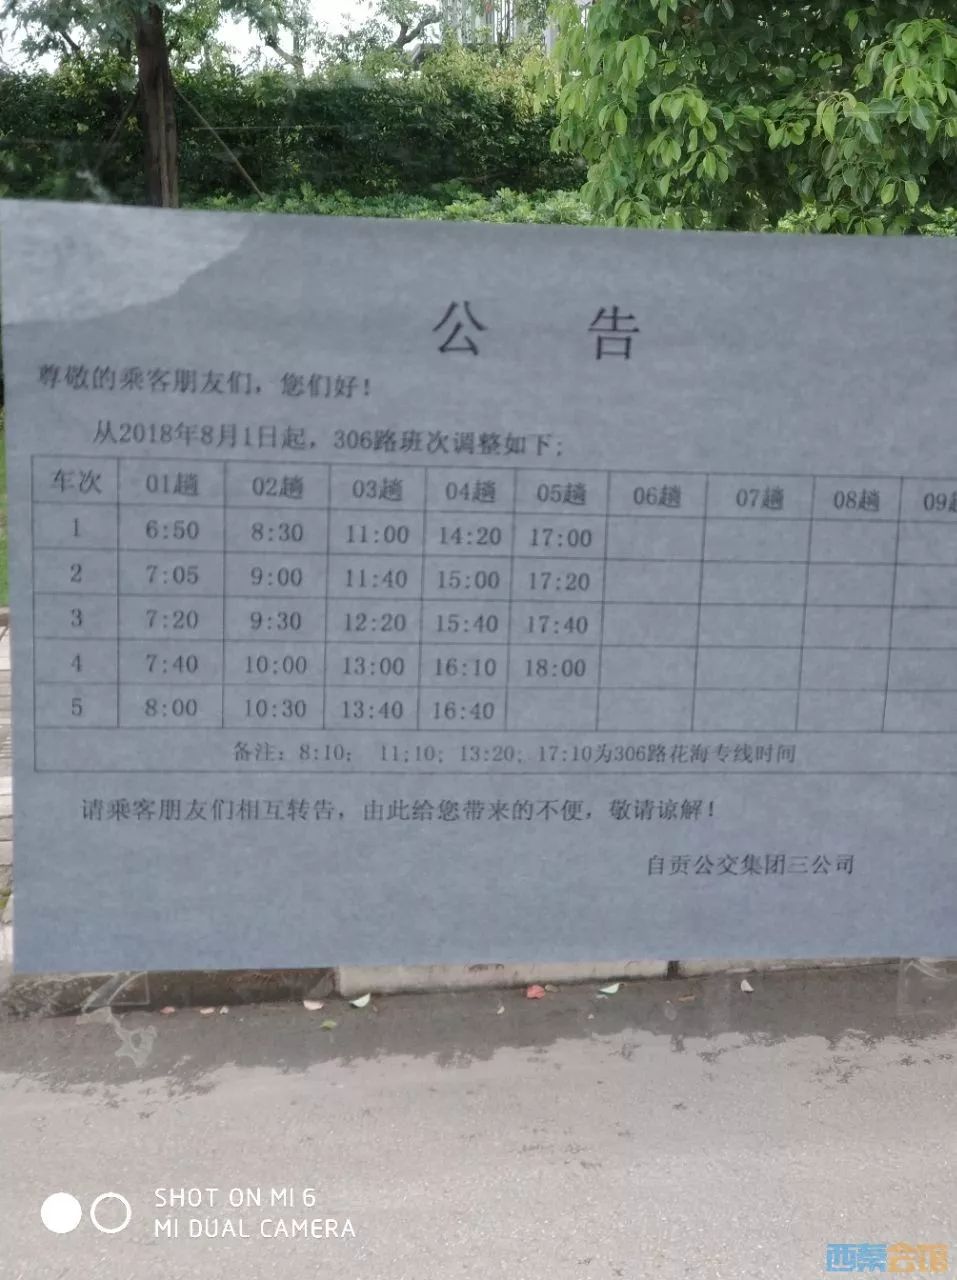 公 告
尊敬的乘客朋友们，您们好！
从2018年8月1日起，306路班次调整如下;
车次 01趟 02趟 03趟 04趟 05趟 06趟 07趟 08趟 09趟
1 6:50 8:30 11:00 14:20 17:00
2 7:05 9:00 11:40 15:00 17:20
3 7:20 9:30 12:20 15:40 17:40
4 7:40 10:00 13:00 16:10 18:00
5 8:00 10:30 13:40 16:40
备注：8:10； 11;10；13:20；17:10为306路花海专线时间
请乘客朋友们相互转告，由此给您带来的不便，敬请谅解！
自贡公交集团三公司
SHOT ON MI 6
MI DUAL CAMERA
西秦会馆